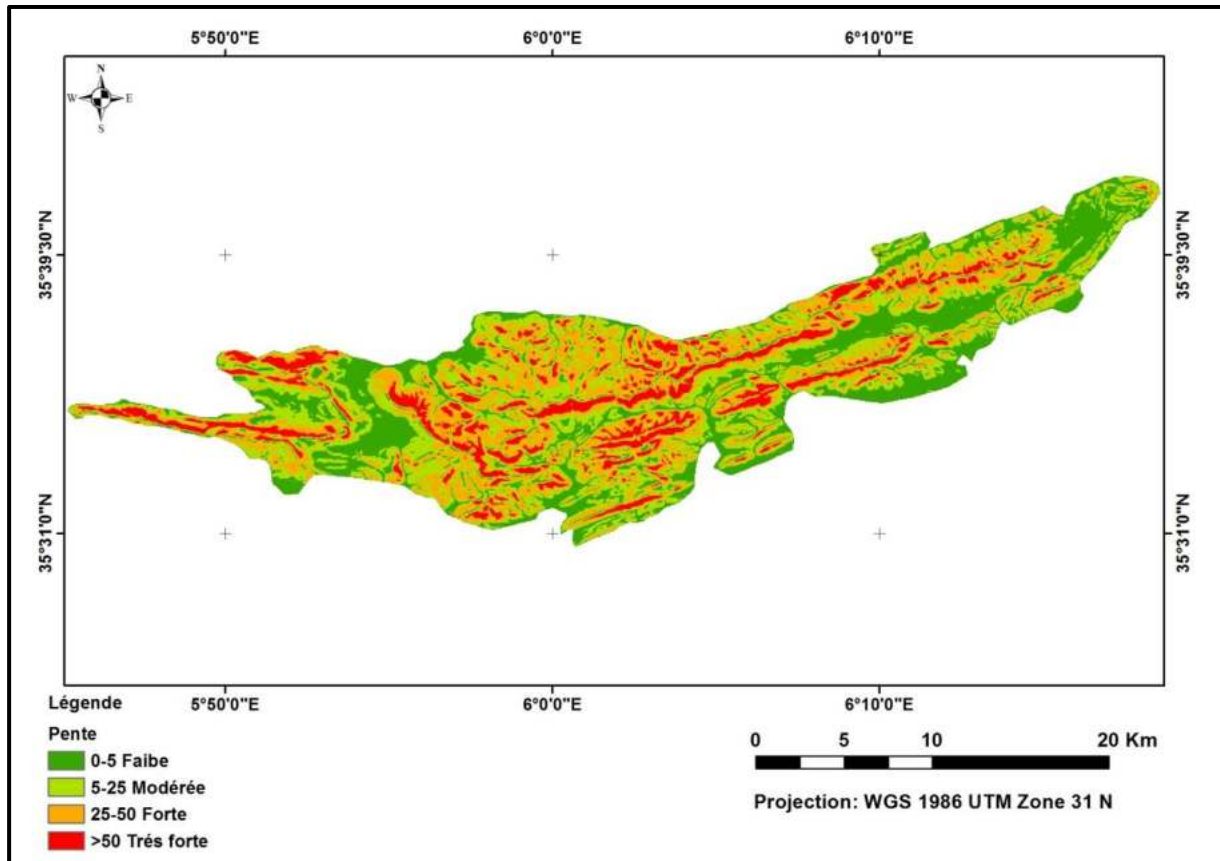 5°50'0"E 6°0'0"E 6°10'0"E
N
W E
S
35°39'30"N 35°39'30"N
35°31'0"N 35°31'0"N
5°50'0"E 6°0'0"E 6°10'0"E
Légende
Pente
0-5 Faibe
5-25 Modérée
25-50 Forte
>50 Trés forte
0 5 10 20 Km
Projection: WGS 1986 UTM Zone 31 N